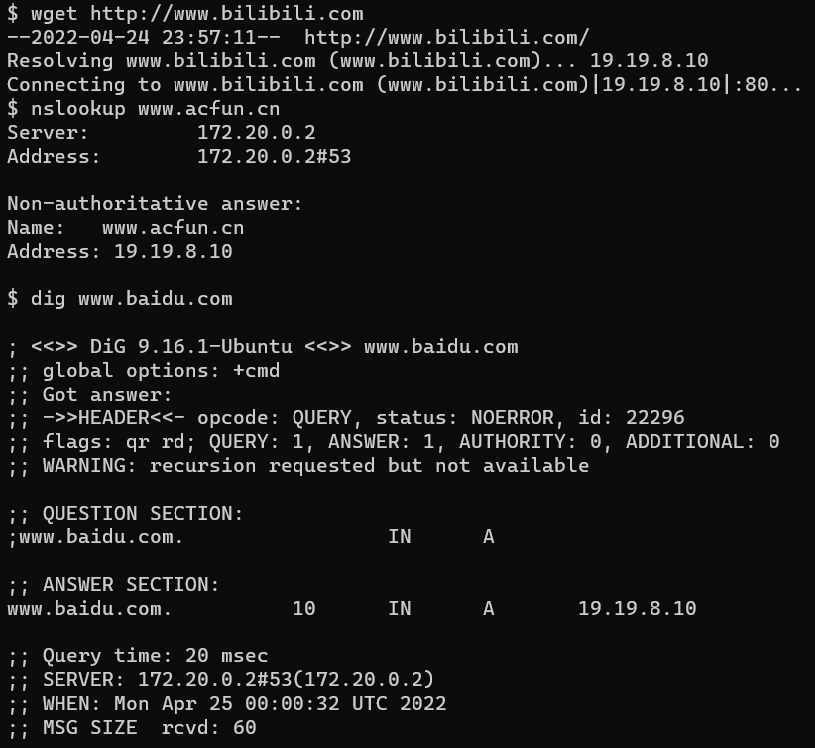 $ wget http://www.bilibili.com
--2022-04-24 23:57:11--  http://www.bilibili.com/
Resolving www.bilibili.com (www.bilibili.com)... 19.19.8.10
Connecting to www.bilibili.com (www.bilibili.com)|19.19.8.10|:80...
$ nslookup www.acfun.cn
Server:         172.20.0.2
Address:        172.20.0.2#53
Non-authoritative answer:
Name:   www.acfun.cn
Address: 19.19.8.10
$ dig www.baidu.com
; <<>> DiG 9.16.1-Ubuntu <<>> www.baidu.com
;; global options: +cmd
;; Got answer:
;; ->>HEADER<<- opcode: QUERY, status: NOERROR, id: 22296
;; flags: qr rd; QUERY: 1, ANSWER: 1, AUTHORITY: 0, ADDITIONAL: 0
;; WARNING: recursion requested but not available
;; QUESTION SECTION:
;www.baidu.com.                 IN      A
;; ANSWER SECTION:
www.baidu.com.          10      IN      A       19.19.8.10
;; Query time: 20 msec
;; SERVER: 172.20.0.2#53(172.20.0.2)
;; WHEN: Mon Apr 25 00:00:32 UTC 2022
;; MSG SIZE  rcvd: 60